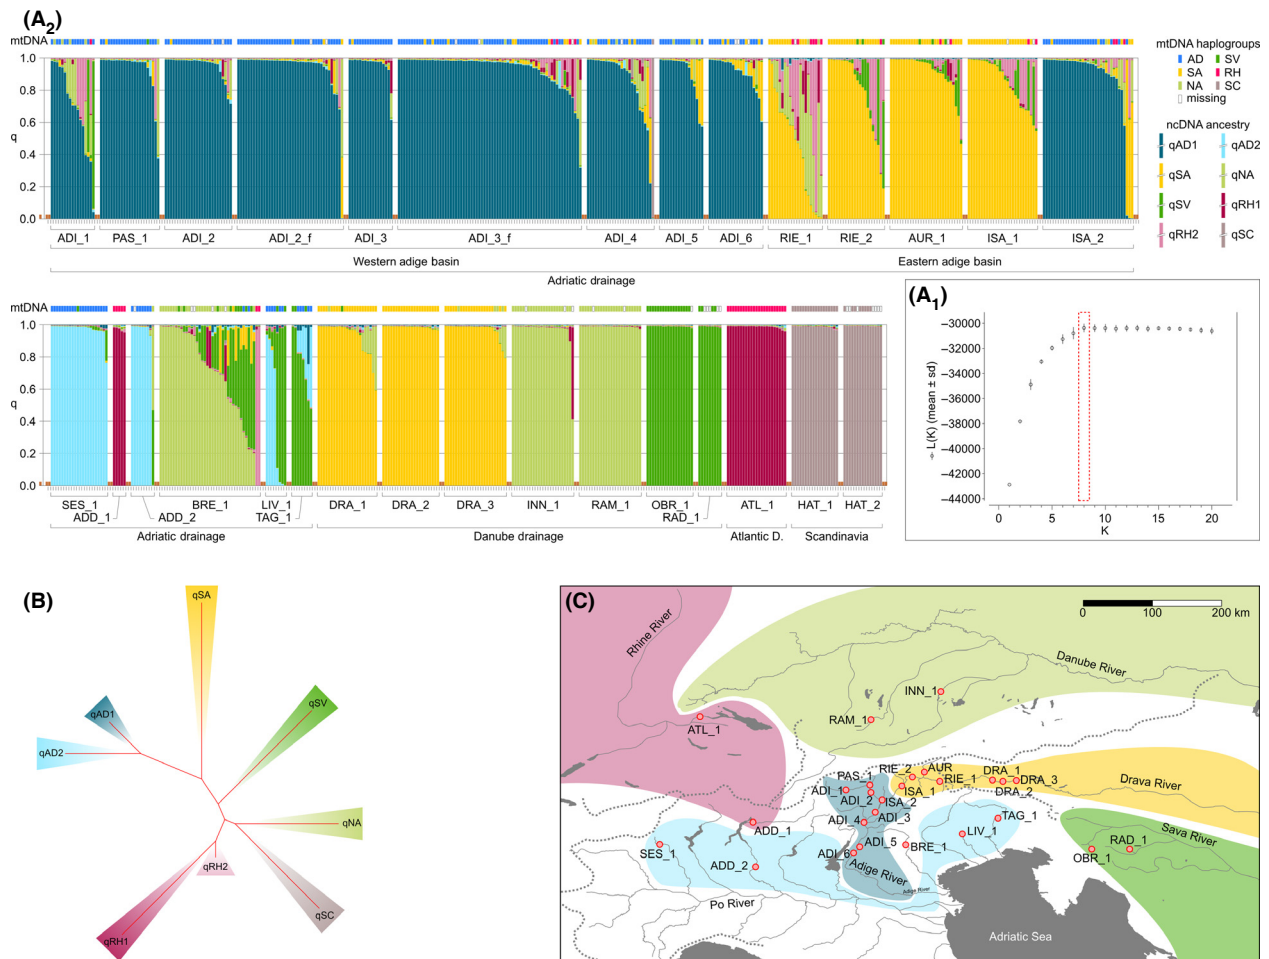 (A2)
mtDNA
1.0
0.8
0.6
0.4
0.2
0.0
q
ADI_1
PAS_1
ADI_2
ADI_2_f
ADI_3
ADI_3_f
ADI_4
ADI_5
ADI_6
RIE_1
RIE_2
AUR_1
ISA_1
ISA_2
Western adige basin
Eastern adige basin
Adriatic drainage
mtDNA haplogroups
AD
SV
SA
RH
NA
SC
missing
ncDNA ancestry
qAD1
qAD2
qSA
qNA
qSV
qRH1
qRH2
qSC
mtDNA
1.0
0.8
0.6
0.4
0.2
0.0
q
SES_1
ADD_1
ADD_2
BRE_1
LIV_1
TAG_1
DRA_1
DRA_2
DRA_3
INN_1
RAM_1
OBR_1
RAD_1
ATL_1
HAT_1
HAT_2
Adriatic drainage
Danube drainage
Atlantic D.
Scandinavia
(A1)
−30000
−32000
−34000
−36000
−38000
−40000
−42000
−44000
L(K) (mean ± sd)
0
5
10
15
20
K
(B)
qSA
qSV
qAD1
qAD2
qNA
qRH2
qSC
qRH1
(C)
0
100
200 km
Rhine River
Danube River
INN_1
RAM_1
ATL_1
RIE_2
AUR
PAS_1
RIE_1
DRA_1
DRA_3
Drava River
ADI_1
ISA_1
DRA_2
ADI_2
ISA_2
ADI_3
ADI_4
TAG_1
ADD_1
LIV_1
Sava River
RAD_1
OBR_1
SES_1
ADI_5
BRE_1
ADI_6
ADD_2
Adige River
Adige River
Po River
Adriatic Sea